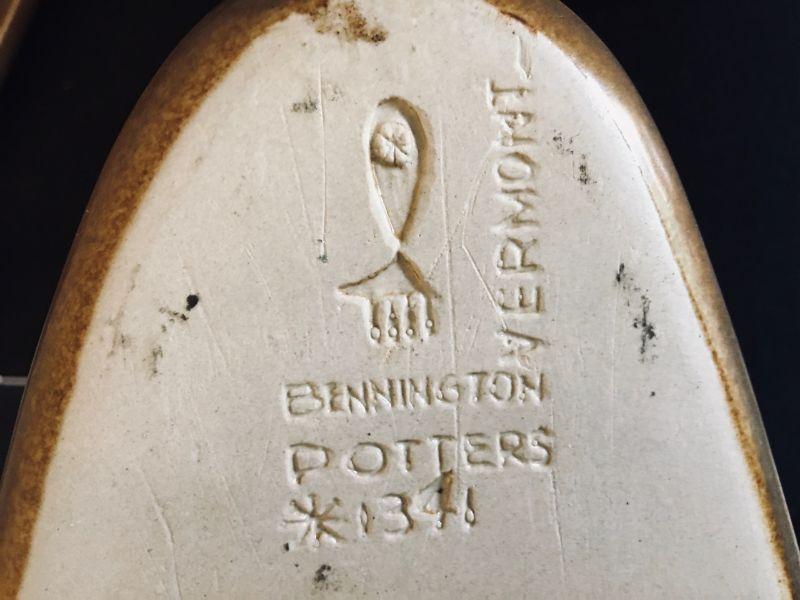 VERMONT
BENNINGTON
POTTERS
*1341